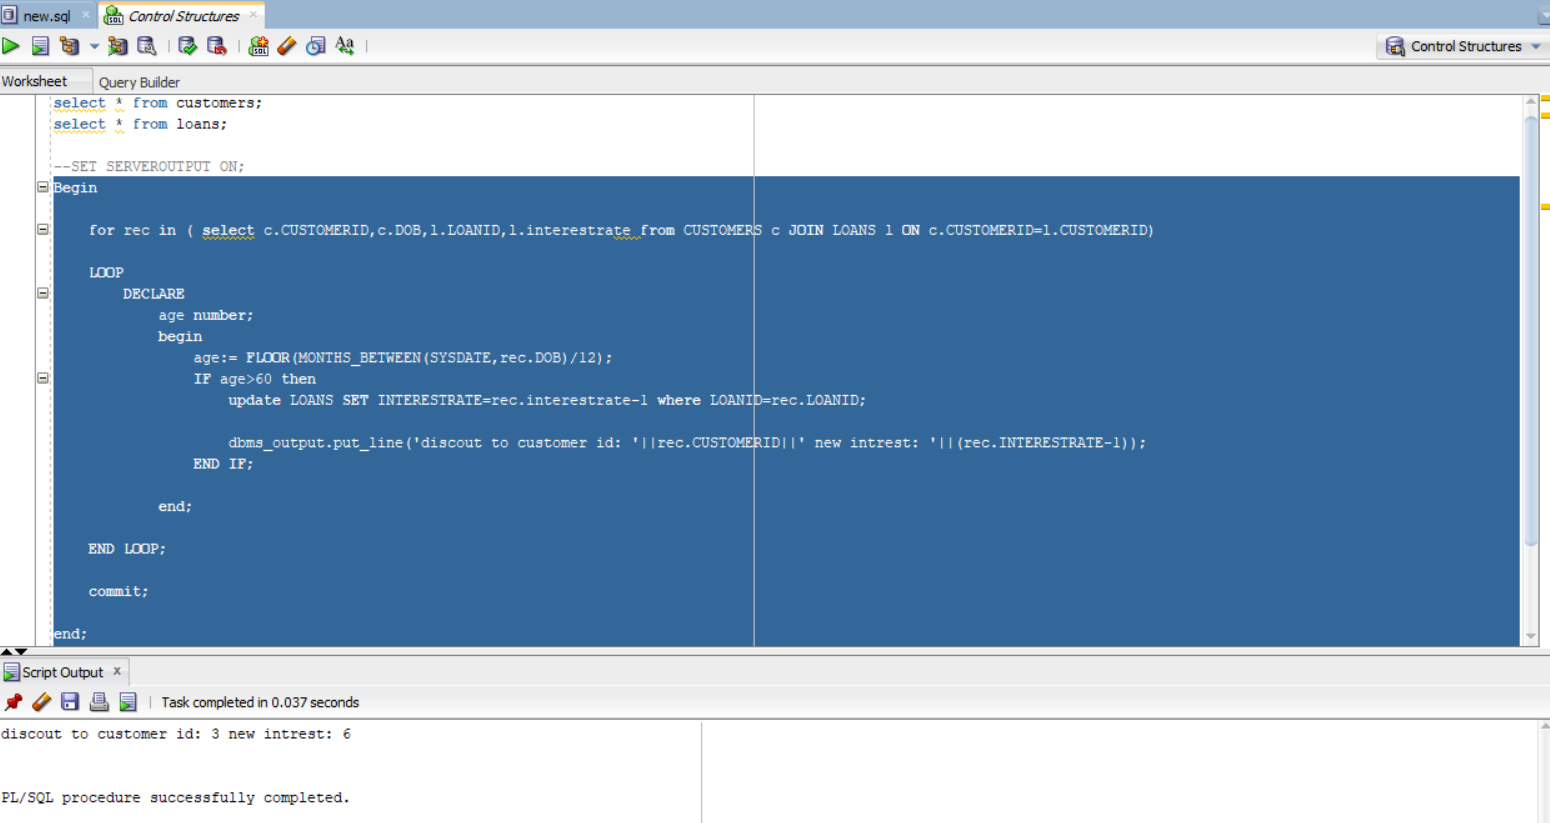 new.sql × Control Structures ×
Control Structures
Worksheet Query Builder
select * from customers;
select * from loans;
--SET SERVEROUTPUT ON;
Begin
for rec in ( select c.CUSTOMERID,c.DOB,l.LOANID,l.interestrate from CUSTOMERS c JOIN LOANS l ON c.CUSTOMERID=l.CUSTOMERID)
LOOP
DECLARE
age number;
begin
age:= FLOOR(MONTHS_BETWEEN(SYSDATE,rec.DOB)/12);
IF age>60 then
update LOANS SET INTERESTRATE=rec.interestrate-1 where LOANID=rec.LOANID;
dbms_output.put_line('discout to customer id: '||rec.CUSTOMERID||' new intrest: '||(rec.INTERESTRATE-1));
END IF;
end;
END LOOP;
commit;
end;
Script Output ×
Task completed in 0.037 seconds
discout to customer id: 3 new intrest: 6
PL/SQL procedure successfully completed.